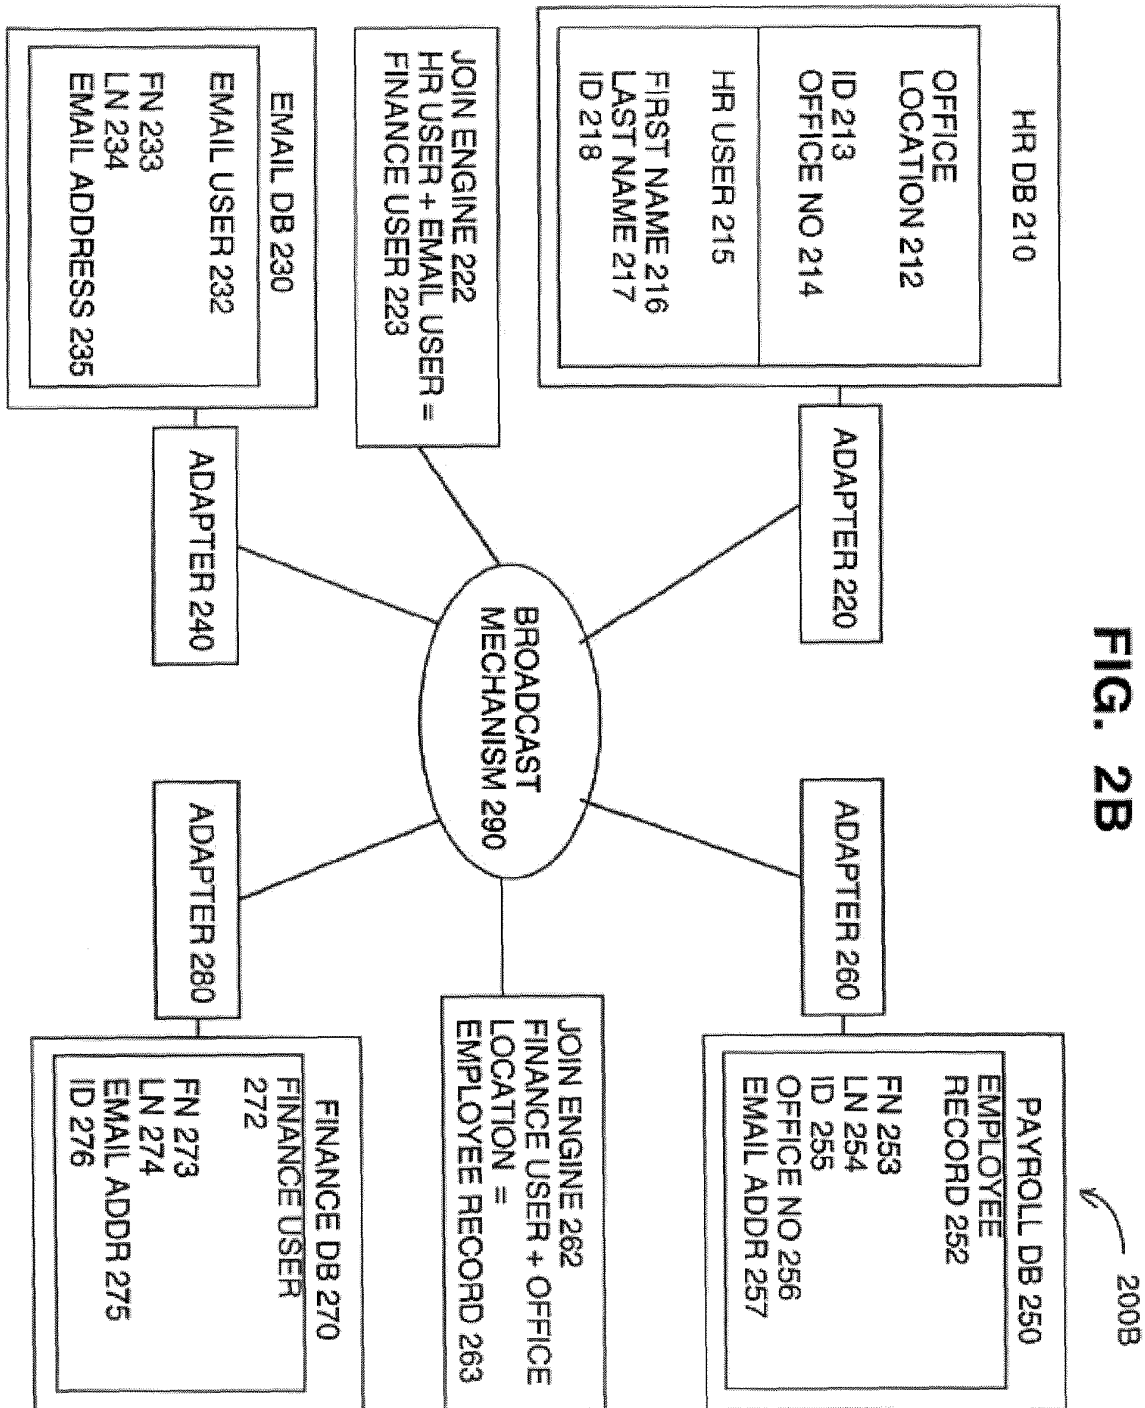 FIG. 2B
200B
HR DB 210
OFFICE
LOCATION 212
ID 213
OFFICE NO 214
HR USER 215
FIRST NAME 216
LAST NAME 217
ID 218
ADAPTER 220
JOIN ENGINE 222
HR USER + EMAIL USER =
FINANCE USER 223
EMAIL DB 230
EMAIL USER 232
FN 233
LN 234
EMAIL ADDRESS 235
ADAPTER 240
BROADCAST
MECHANISM 290
ADAPTER 260
PAYROLL DB 250
EMPLOYEE
RECORD 252
FN 253
LN 254
ID 255
OFFICE NO 256
EMAIL ADDR 257
JOIN ENGINE 262
FINANCE USER + OFFICE
LOCATION =
EMPLOYEE RECORD 263
ADAPTER 280
FINANCE DB 270
FINANCE USER
272
FN 273
LN 274
EMAIL ADDR 275
ID 276